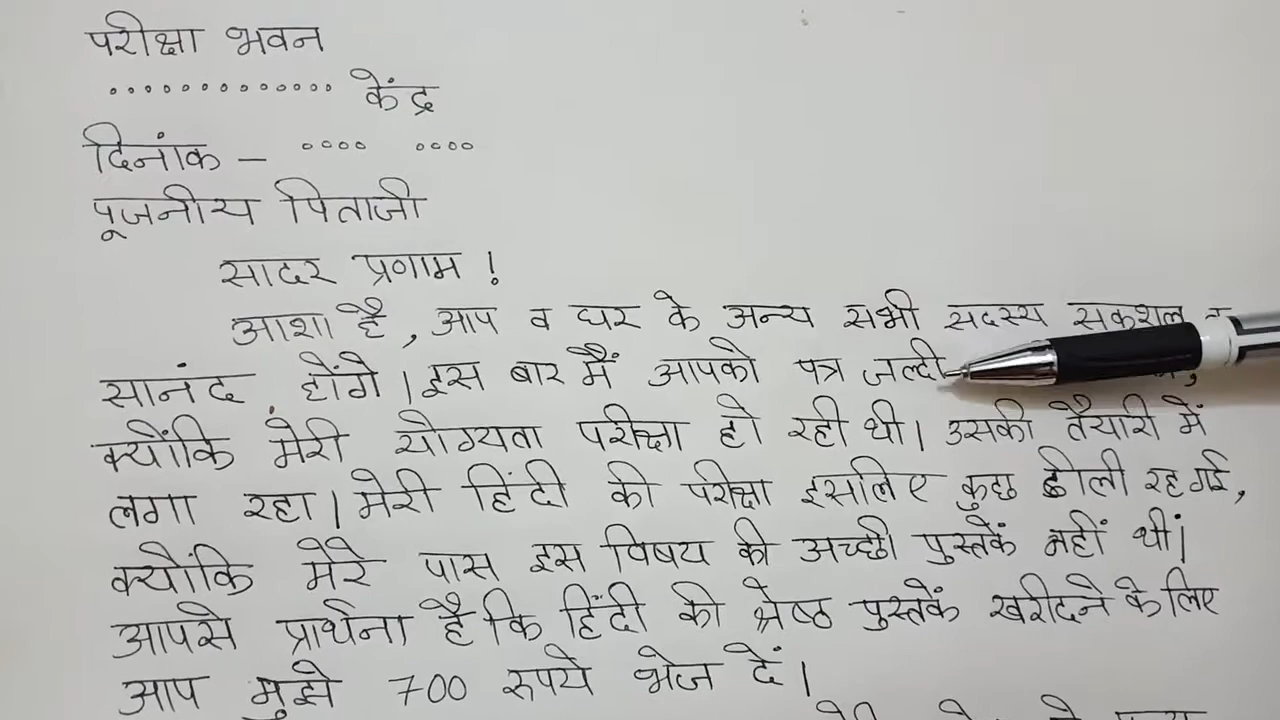 परीक्षा भवन
............. केंद्र
दिनांक - .... ....
पूजनीय पिताजी
सादर प्रणाम !
आशा है, आप व घर के अन्य सभी सदस्य सकुशल व
सानंद होंगे। इस बार मैं आपको पत्र जल्दी
क्योंकि मेरी योग्यता परीक्षा हो रही थी। उसकी तैयारी में
लगा रहा। मेरी हिंदी की परीक्षा इसलिए कुछ ढीली रह गई,
क्योंकि मेरे पास इस विषय की अच्छी पुस्तकें नहीं थीं।
आपसे प्रार्थना है कि हिंदी की श्रेष्ठ पुस्तकें खरीदने के लिए
आप मुझे 700 रुपये भेज दें।